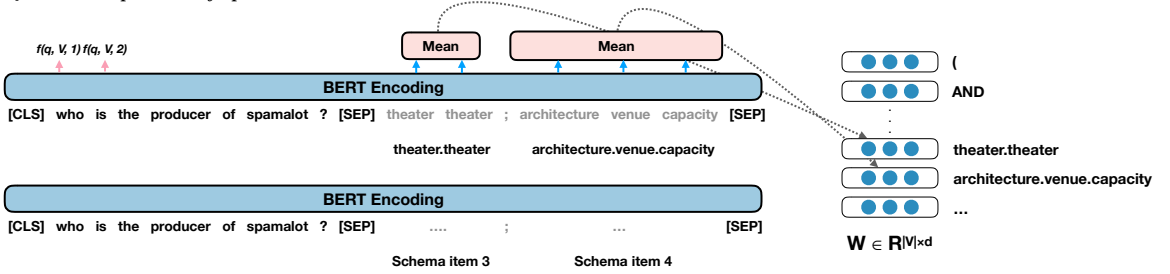 f(q, V, 1) f(q, V, 2)
Mean
Mean
BERT Encoding
[CLS] who is the producer of spamalot ? [SEP] theater theater ; architecture venue capacity [SEP]
theater.theater
architecture.venue.capacity
BERT Encoding
[CLS] who is the producer of spamalot ? [SEP] .... ; ... [SEP]
Schema item 3
Schema item 4
(
AND
theater.theater
architecture.venue.capacity
...
W ∈ R|V|×d